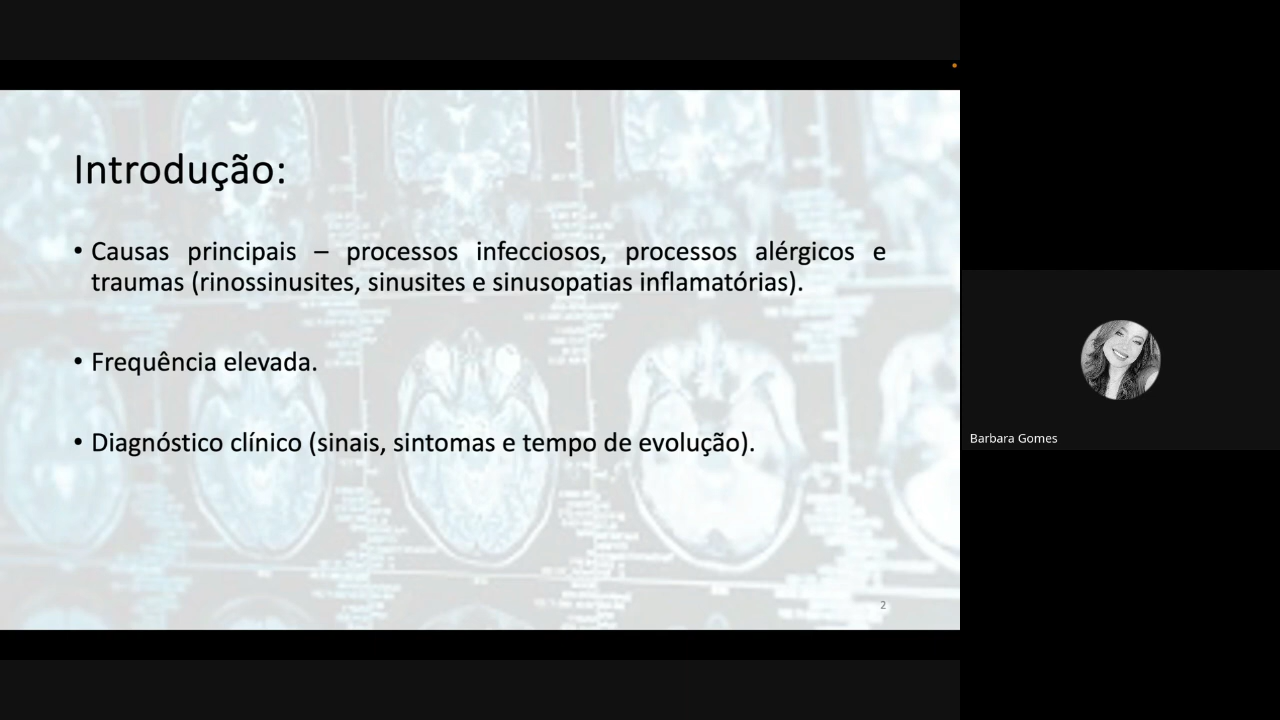 Introdução:
• Causas principais – processos infecciosos, processos alérgicos e
traumas (rinossinusites, sinusites e sinusopatias inflamatórias).
• Frequência elevada.
• Diagnóstico clínico (sinais, sintomas e tempo de evolução).
Barbara Gomes
2